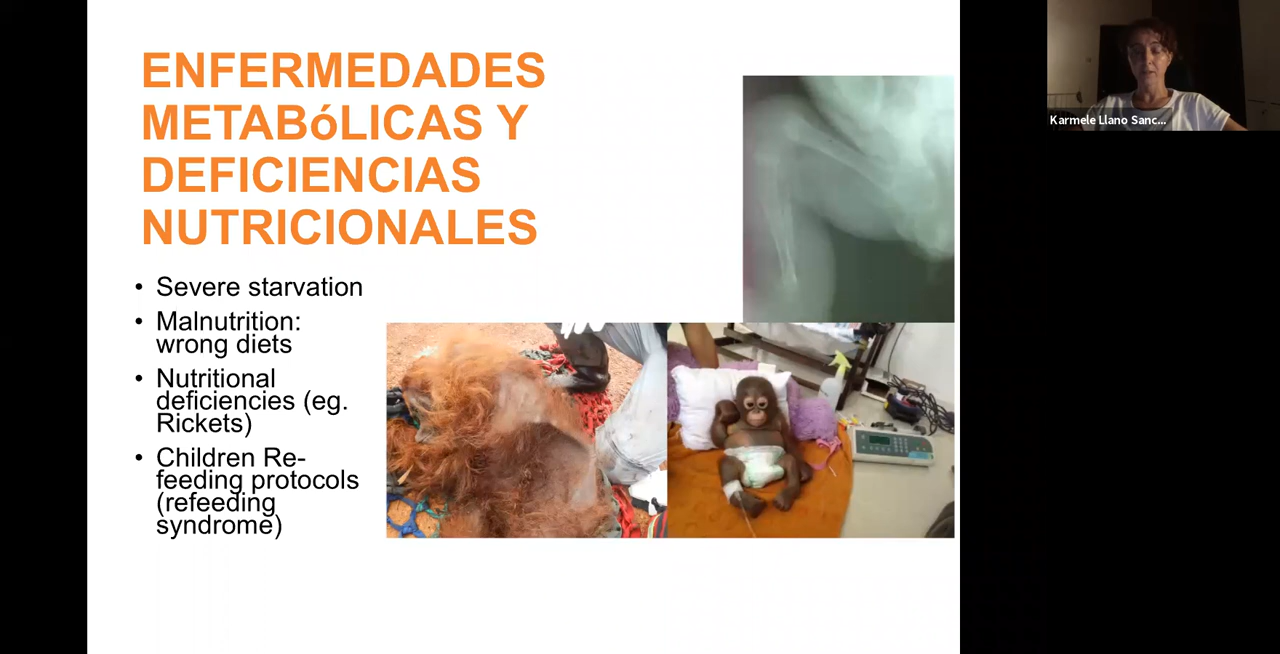 ENFERMEDADES
METABóLICAS Y
DEFICIENCIAS
NUTRICIONALES
• Severe starvation
• Malnutrition:
wrong diets
• Nutritional
deficiencies (eg.
Rickets)
• Children Re-
feeding protocols
(refeeding
syndrome)
Karmele Llano Sanc...